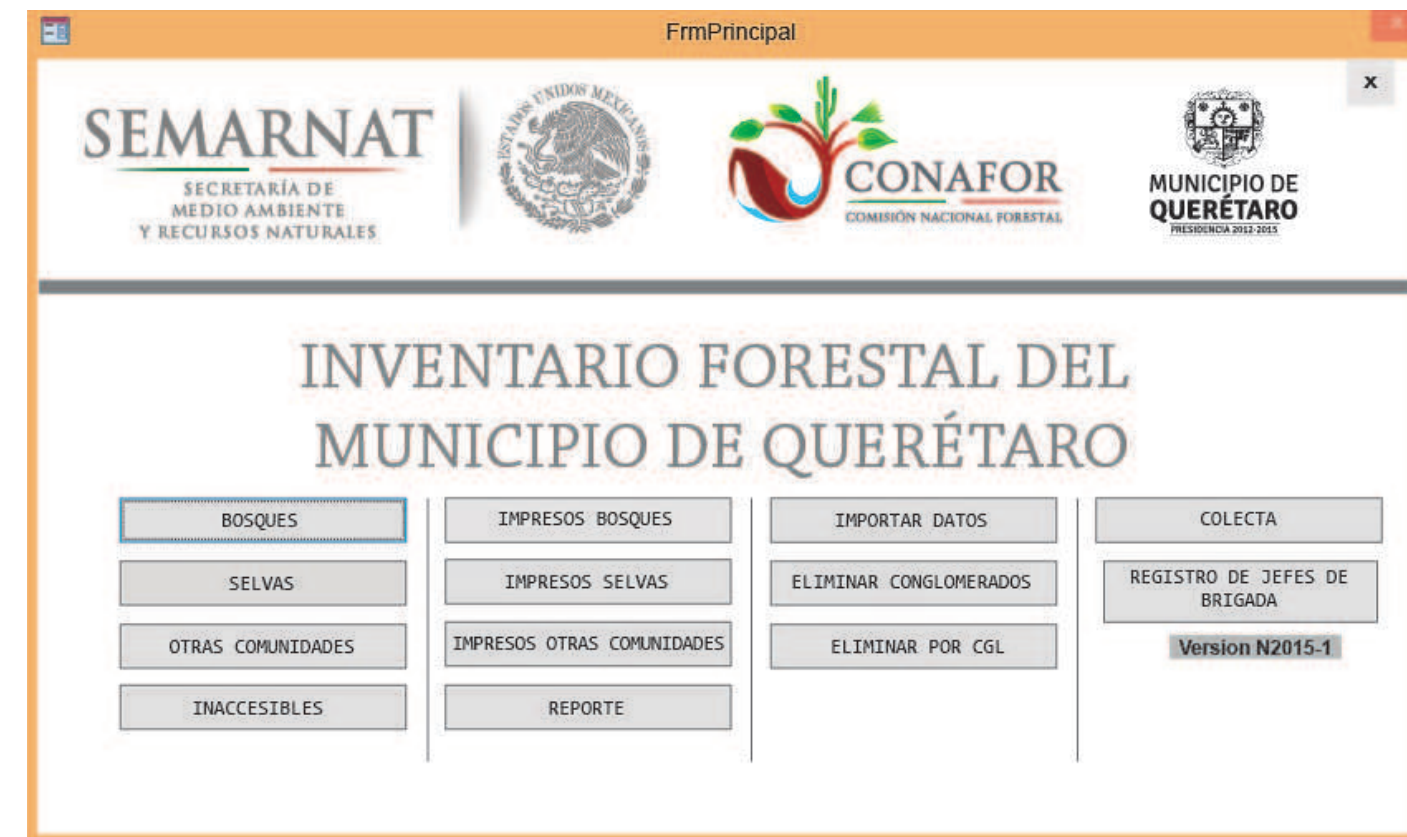 FrmPrincipal
x
SEMARNAT
SECRETARÍA DE
MEDIO AMBIENTE
Y RECURSOS NATURALES
ESTADOS UNIDOS MEXICANOS
CONAFOR
COMISIÓN NACIONAL FORESTAL
MUNICIPIO DE
QUERÉTARO
PRESIDENCIA 2012-2015
INVENTARIO FORESTAL DEL
MUNICIPIO DE QUERÉTARO
BOSQUES
SELVAS
OTRAS COMUNIDADES
INACCESIBLES
IMPRESOS BOSQUES
IMPRESOS SELVAS
IMPRESOS OTRAS COMUNIDADES
REPORTE
IMPORTAR DATOS
ELIMINAR CONGLOMERADOS
ELIMINAR POR CGL
COLECTA
REGISTRO DE JEFES DE
BRIGADA
Version N2015-1